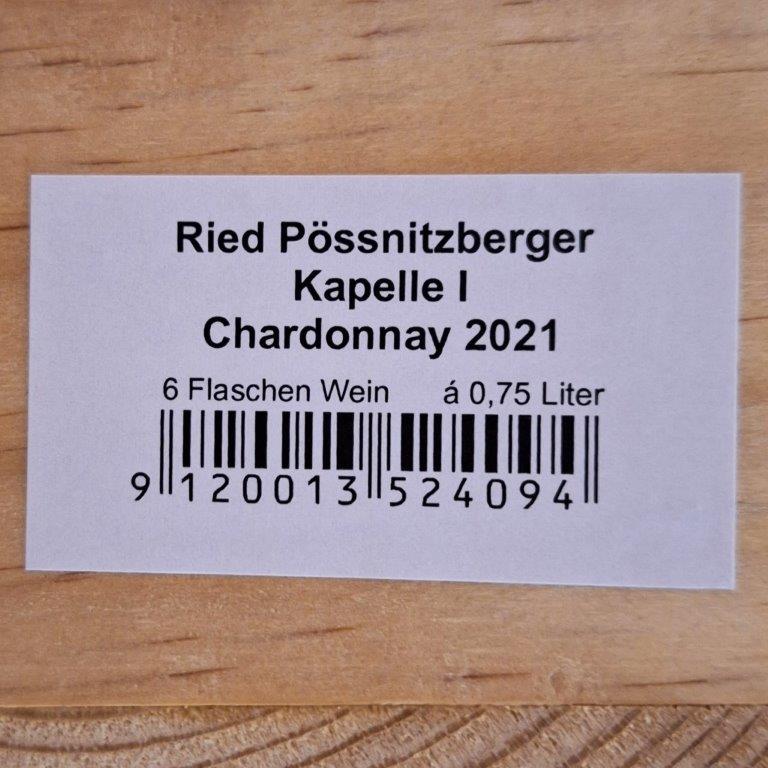 Ried Pössnitzberger
Kapelle I
Chardonnay 2021
6 Flaschen Wein á 0,75 Liter
9 120013 524094